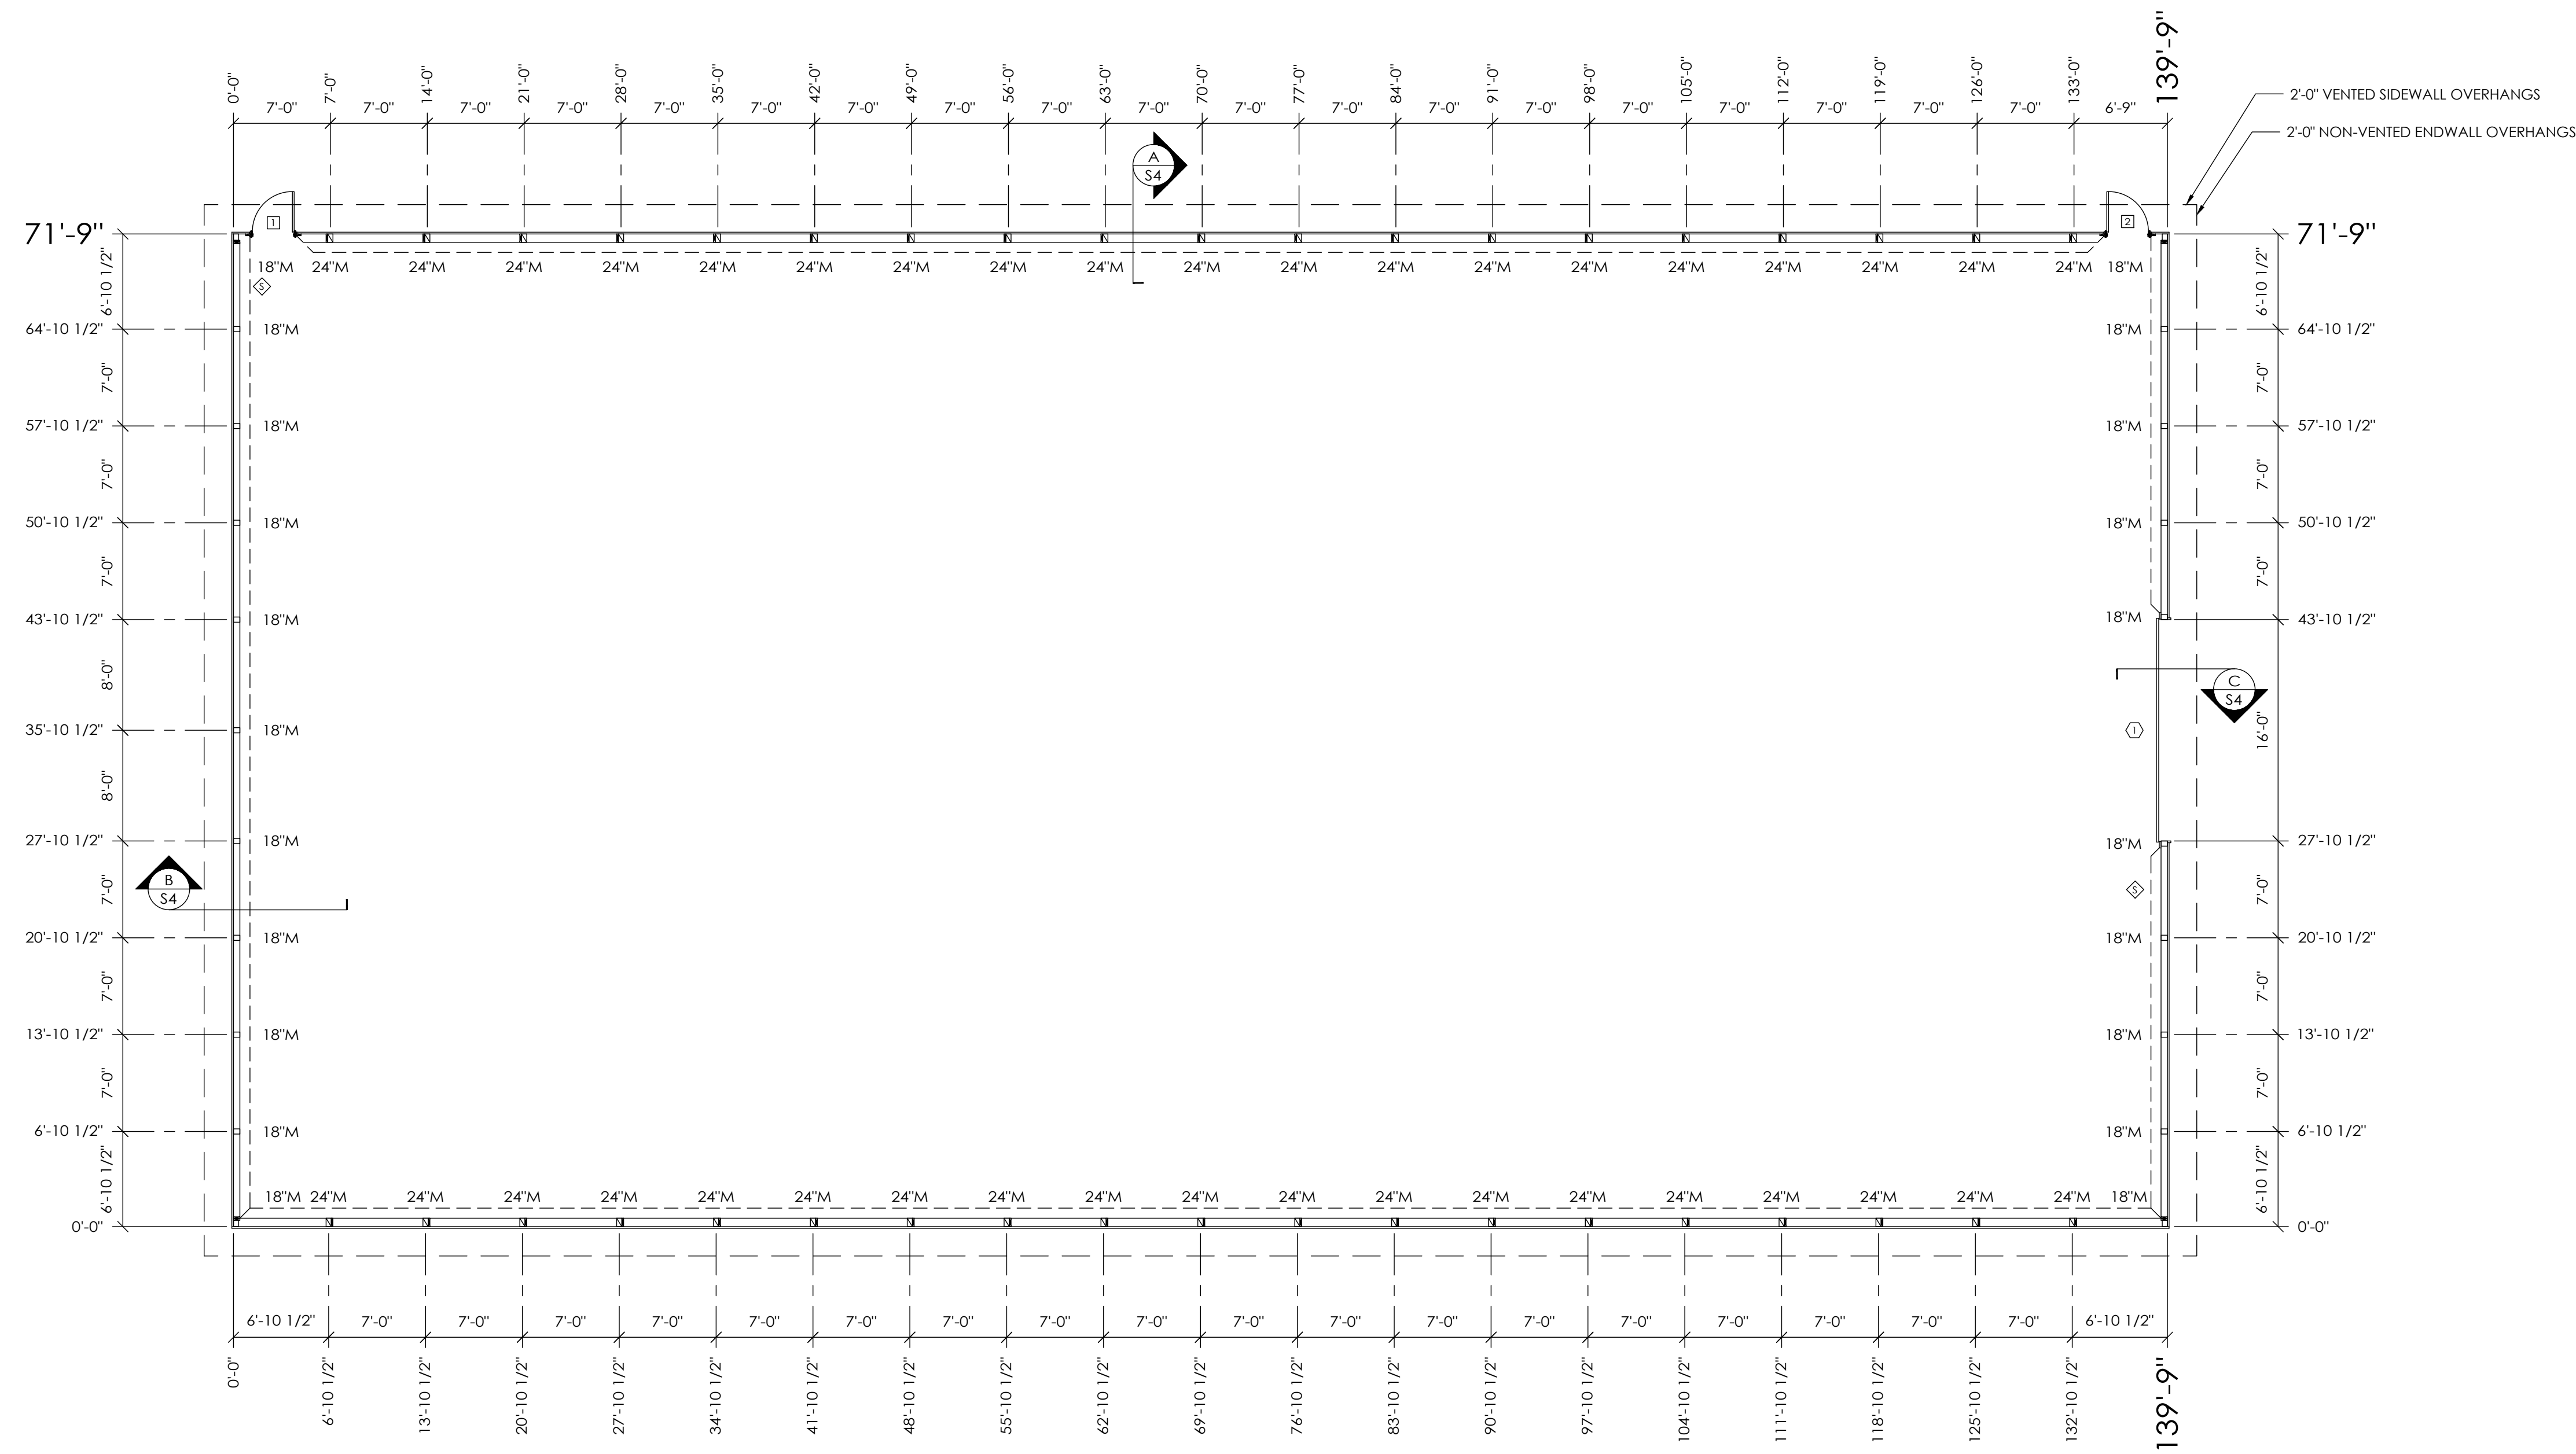 0'-0" 7'-0" 14'-0" 21'-0" 28'-0" 35'-0" 42'-0" 49'-0" 56'-0" 63'-0" 70'-0" 77'-0" 84'-0" 91'-0" 98'-0" 105'-0" 112'-0" 119'-0" 126'-0" 133'-0" 139'-9"
7'-0" 7'-0" 7'-0" 7'-0" 7'-0" 7'-0" 7'-0" 7'-0" 7'-0" 7'-0" 7'-0" 7'-0" 7'-0" 7'-0" 7'-0" 7'-0" 7'-0" 7'-0" 7'-0" 6'-9"
2'-0" VENTED SIDEWALL OVERHANGS
2'-0" NON-VENTED ENDWALL OVERHANGS
A
S4
1
2
71'-9"
71'-9"
18"M 24"M 24"M 24"M 24"M 24"M 24"M 24"M 24"M 24"M 24"M 24"M 24"M 24"M 24"M 24"M 24"M 24"M 24"M 24"M 18"M
6'-10 1/2"
S
6'-10 1/2"
64'-10 1/2" 18"M 18"M 64'-10 1/2"
7'-0" 7'-0"
57'-10 1/2" 18"M 18"M 57'-10 1/2"
7'-0" 7'-0"
50'-10 1/2" 18"M 18"M 50'-10 1/2"
7'-0" 7'-0"
43'-10 1/2" 18"M 18"M 43'-10 1/2"
8'-0"
C
S4
35'-10 1/2" 18"M 1 16'-0"
8'-0"
27'-10 1/2" 18"M 18"M 27'-10 1/2"
B
S4
7'-0" S 7'-0"
20'-10 1/2" 18"M 18"M 20'-10 1/2"
7'-0" 7'-0"
13'-10 1/2" 18"M 18"M 13'-10 1/2"
7'-0" 7'-0"
6'-10 1/2" 18"M 18"M 6'-10 1/2"
6'-10 1/2" 6'-10 1/2"
18"M 24"M 24"M 24"M 24"M 24"M 24"M 24"M 24"M 24"M 24"M 24"M 24"M 24"M 24"M 24"M 24"M 24"M 24"M 24"M 18"M
0'-0" 0'-0"
6'-10 1/2" 7'-0" 7'-0" 7'-0" 7'-0" 7'-0" 7'-0" 7'-0" 7'-0" 7'-0" 7'-0" 7'-0" 7'-0" 7'-0" 7'-0" 7'-0" 7'-0" 7'-0" 7'-0" 6'-10 1/2"
0'-0" 6'-10 1/2" 13'-10 1/2" 20'-10 1/2" 27'-10 1/2" 34'-10 1/2" 41'-10 1/2" 48'-10 1/2" 55'-10 1/2" 62'-10 1/2" 69'-10 1/2" 76'-10 1/2" 83'-10 1/2" 90'-10 1/2" 97'-10 1/2" 104'-10 1/2" 111'-10 1/2" 118'-10 1/2" 125'-10 1/2" 132'-10 1/2" 139'-9"